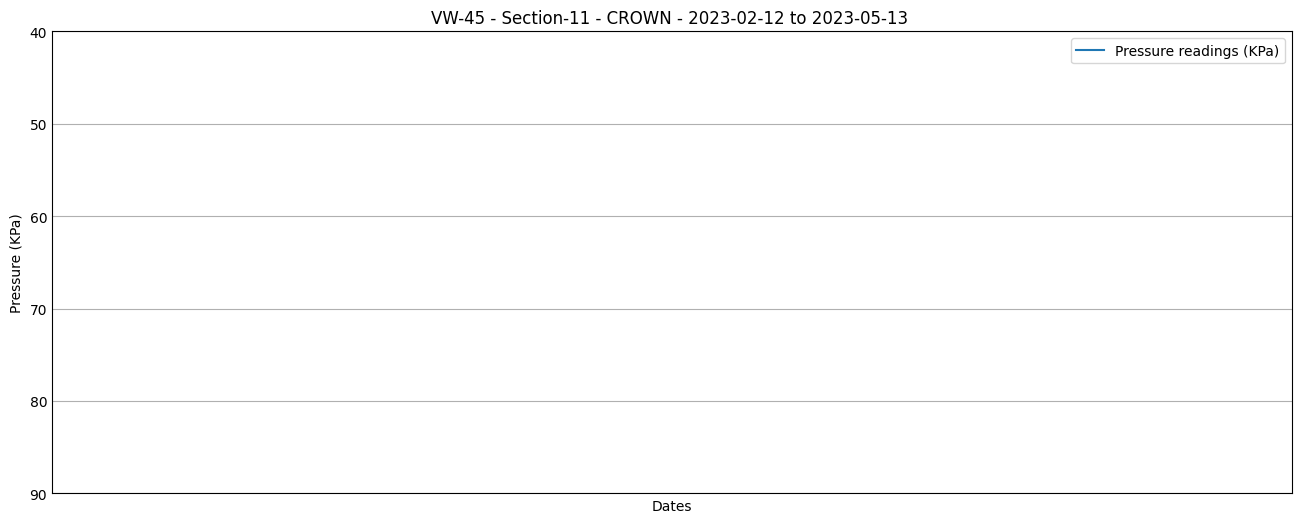 VW-45 - Section-11 - CROWN - 2023-02-12 to 2023-05-13
Pressure readings (KPa)
40
50
60
70
80
90
Pressure (KPa)
Dates